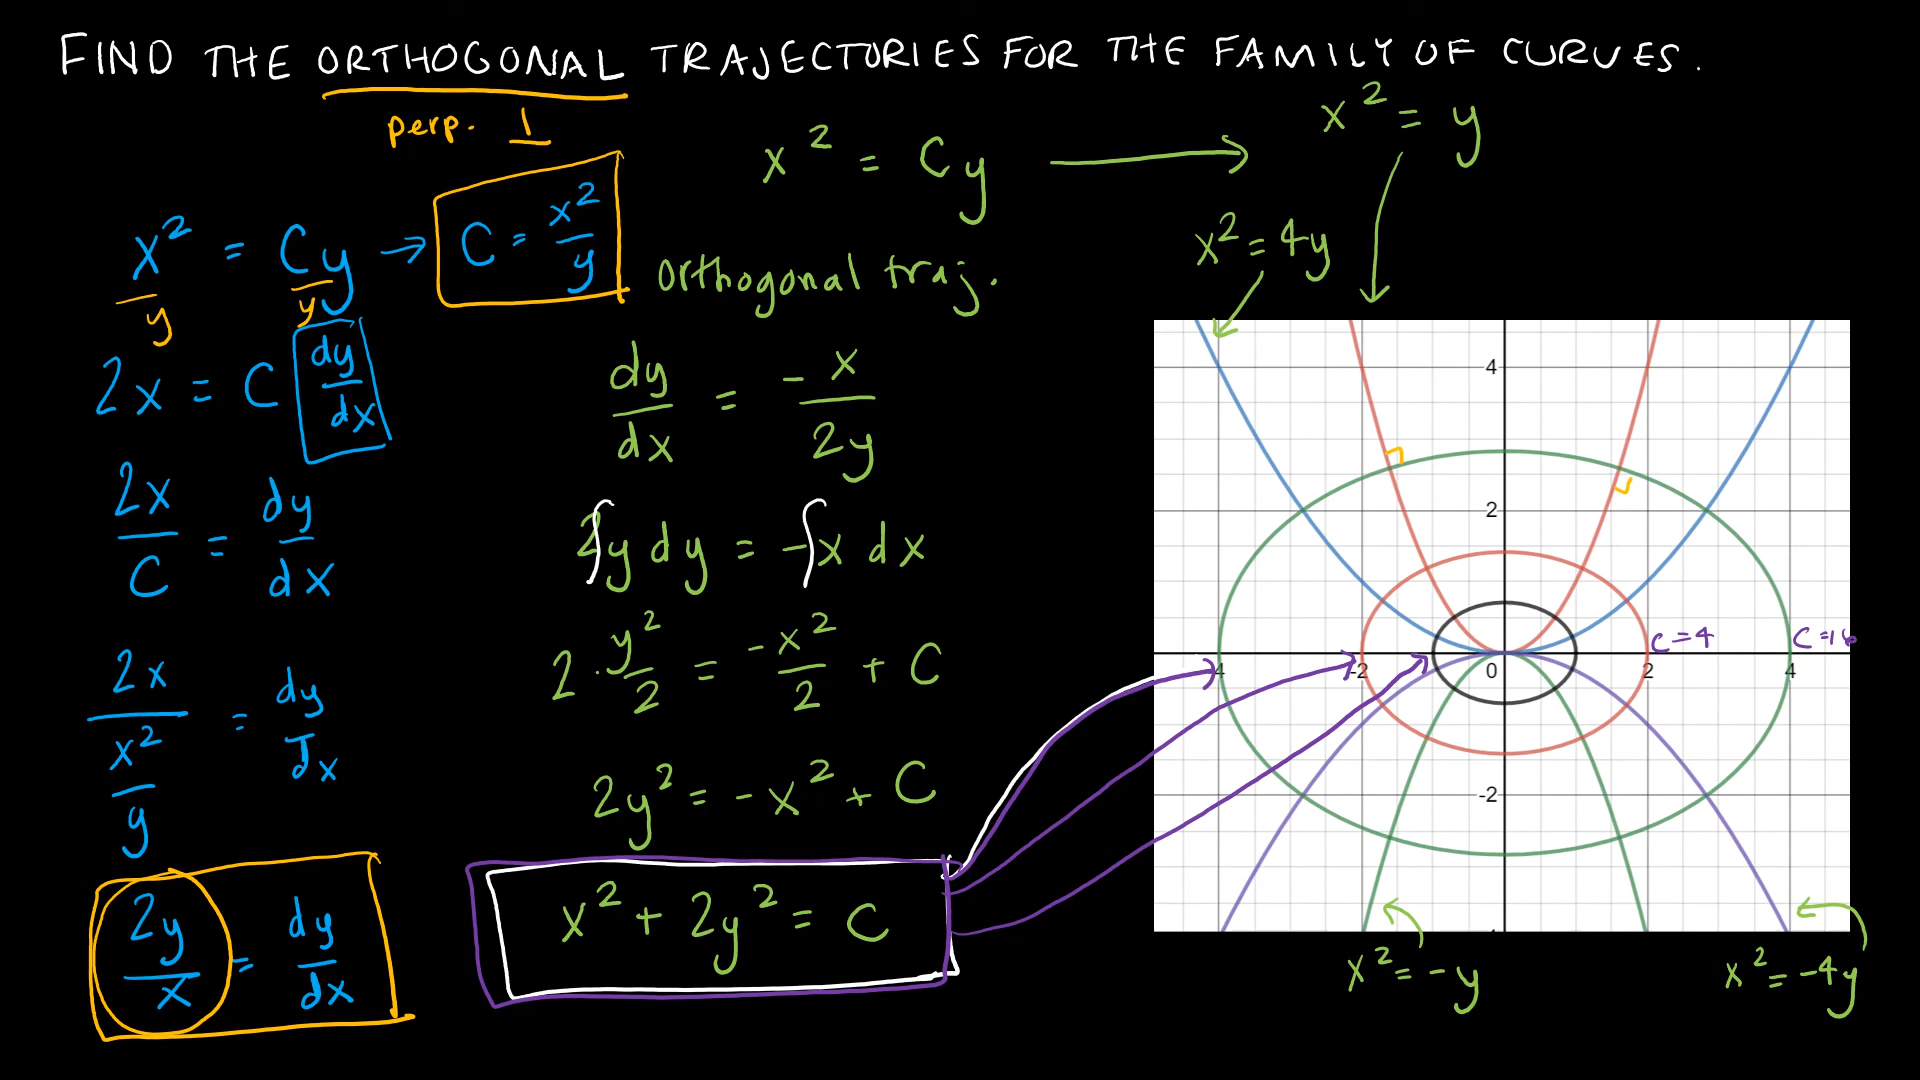 FIND THE ORTHOGONAL TRAJECTORIES FOR THE FAMILY OF CURVES.
perp. ⊥
x² = Cy → x² = y
x² = 4y
x²/y = Cy/y → C = x²/y
2x = C dy/dx
2x/C = dy/dx
2x/(x²/y) = dy/dx
2y/x = dy/dx
Orthogonal traj.
dy/dx = -x/2y
∫2y dy = -∫x dx
2 · y²/2 = -x²/2 + C
2y² = -x² + C
x² + 2y² = C
4
2
C=4
C=16
4
-2
0
2
4
-2
x² = -y
x² = -4y